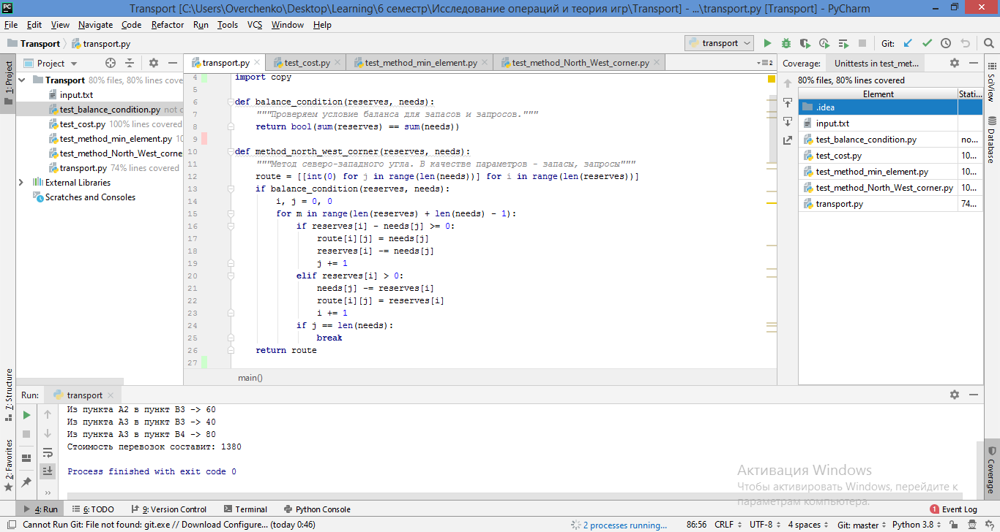 Transport [C:\Users\Overchenko\Desktop\Learning\6 семестр\Исследование операций и теория игр\Transport] - ...\transport.py [Transport] - PyCharm
File Edit View Navigate Code Refactor Run Tools VCS Window Help
Transport transport.py
transport Git:
1: Project
Project
Transport 80% files, 80% lines cove
input.txt
test_balance_condition.py not c
test_cost.py 100% lines covered
test_method_min_element.py 10
test_method_North_West_corne
transport.py 74% lines covered
External Libraries
Scratches and Consoles
transport.py test_cost.py test_method_min_element.py test_method_North_West_corner.py 2
4 import copy
5
6 def balance_condition(reserves, needs):
7 """Проверяем условие баланса для запасов и запросов."""
8 return bool(sum(reserves) == sum(needs))
9
10 def method_north_west_corner(reserves, needs):
11 """Метод северо-западного угла. В качестве параметров - запасы, запросы"""
12 route = [[int(0) for j in range(len(needs))] for i in range(len(reserves))]
13 if balance_condition(reserves, needs):
14 i, j = 0, 0
15 for m in range(len(reserves) + len(needs) - 1):
16 if reserves[i] - needs[j] >= 0:
17 route[i][j] = needs[j]
18 reserves[i] -= needs[j]
19 j += 1
20 elif reserves[i] > 0:
21 needs[j] -= reserves[i]
22 route[i][j] = reserves[i]
23 i += 1
24 if j == len(needs):
25 break
26 return route
27
main()
Coverage: Unittests in test_met...
80% files, 80% lines covered
Element Stati...
.idea
input.txt
test_balance_condition.py no...
test_cost.py 10...
test_method_min_element.py 10...
test_method_North_West_corner.py 10...
transport.py 74...
SciView
Database
Coverage
7: Structure
2: Favorites
Run: transport
Из пункта A2 в пункт B3 -> 60
Из пункта A3 в пункт B3 -> 40
Из пункта A3 в пункт B4 -> 80
Стоимость перевозок составит: 1380
Process finished with exit code 0
Активация Windows
Чтобы активировать Windows, перейдите к
параметрам компьютера.
4: Run 6: TODO 9: Version Control Terminal Python Console 1 Event Log
Cannot Run Git: File not found: git.exe // Download Configure... (today 0:46) 2 processes running... 86:56 CRLF UTF-8 4 spaces Git: master Python 3.8